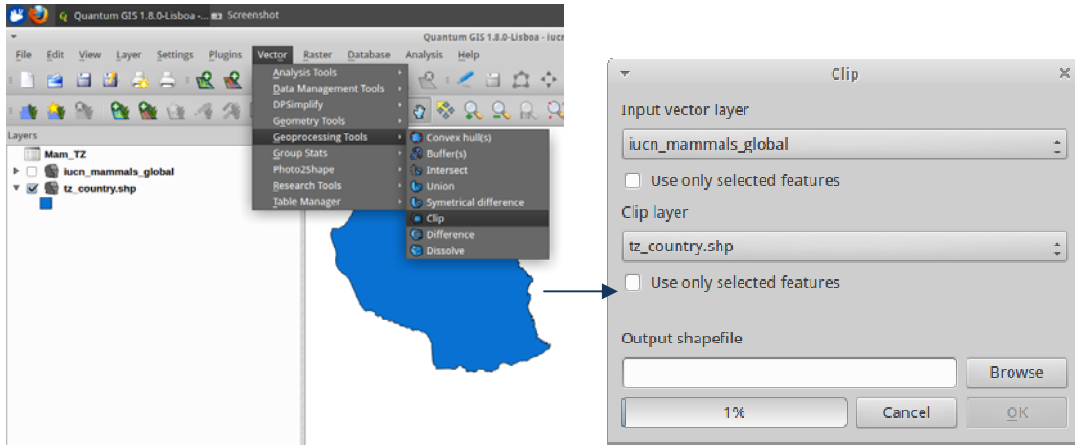 Quantum GIS 1.8.0-Lisboa -... Screenshot
Quantum GIS 1.8.0-Lisboa - iucn
File Edit View Layer Settings Plugins Vector Raster Database Analysis Help
Analysis Tools
Data Management Tools
DPSimplify
Geometry Tools
Geoprocessing Tools
Group Stats
Photo2Shape
Research Tools
Table Manager
Convex hull(s)
Buffer(s)
Intersect
Union
Symetrical difference
Clip
Difference
Dissolve
Layers
Mam_TZ
iucn_mammals_global
tz_country.shp
Clip
Input vector layer
iucn_mammals_global
Use only selected features
Clip layer
tz_country.shp
Use only selected features
Output shapefile
Browse
1% Cancel OK